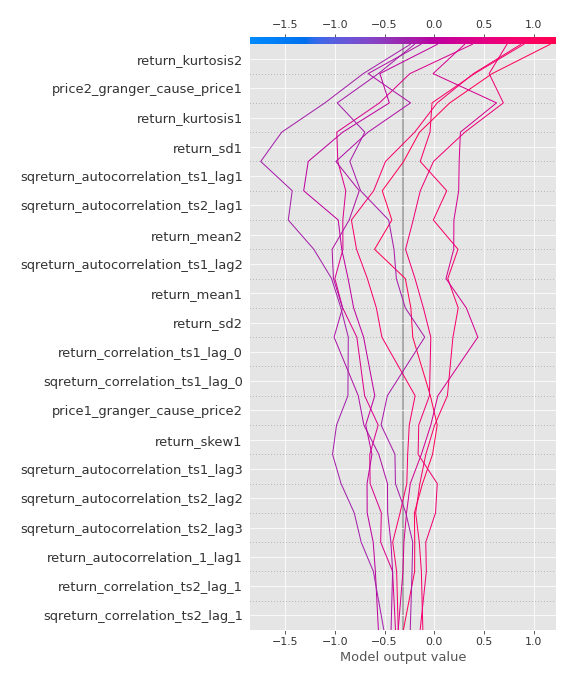 −1.5 −1.0 −0.5 0.0 0.5 1.0
return_kurtosis2
price2_granger_cause_price1
return_kurtosis1
return_sd1
sqreturn_autocorrelation_ts1_lag1
sqreturn_autocorrelation_ts2_lag1
return_mean2
sqreturn_autocorrelation_ts1_lag2
return_mean1
return_sd2
return_correlation_ts1_lag_0
sqreturn_correlation_ts1_lag_0
price1_granger_cause_price2
return_skew1
sqreturn_autocorrelation_ts1_lag3
sqreturn_autocorrelation_ts2_lag2
sqreturn_autocorrelation_ts2_lag3
return_autocorrelation_1_lag1
return_correlation_ts2_lag_1
sqreturn_correlation_ts2_lag_1
−1.5 −1.0 −0.5 0.0 0.5 1.0
Model output value